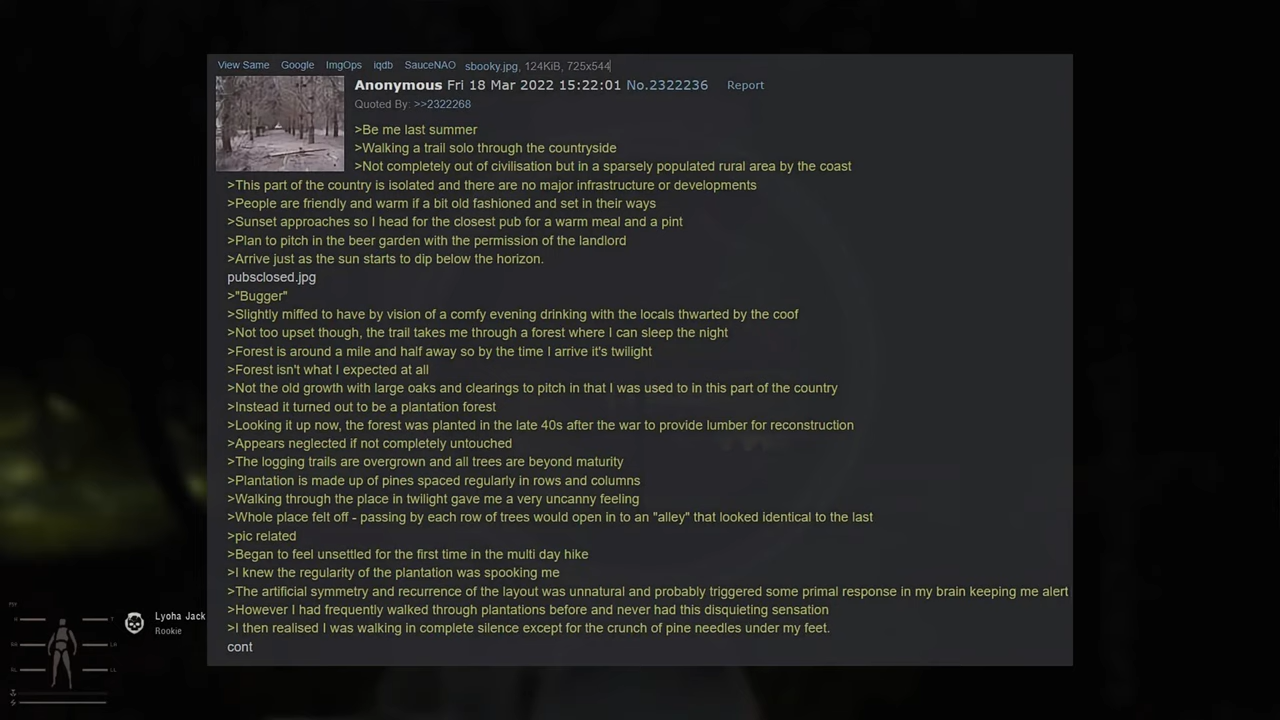 View Same Google ImgOps iqdb SauceNAO sbooky.jpg, 124KiB, 725x544
Anonymous Fri 18 Mar 2022 15:22:01 No.2322236 Report
Quoted By: >>2322268
>Be me last summer
>Walking a trail solo through the countryside
>Not completely out of civilisation but in a sparsely populated rural area by the coast
>This part of the country is isolated and there are no major infrastructure or developments
>People are friendly and warm if a bit old fashioned and set in their ways
>Sunset approaches so I head for the closest pub for a warm meal and a pint
>Plan to pitch in the beer garden with the permission of the landlord
>Arrive just as the sun starts to dip below the horizon.
pubsclosed.jpg
>"Bugger"
>Slightly miffed to have by vision of a comfy evening drinking with the locals thwarted by the coof
>Not too upset though, the trail takes me through a forest where I can sleep the night
>Forest is around a mile and half away so by the time I arrive it's twilight
>Forest isn't what I expected at all
>Not the old growth with large oaks and clearings to pitch in that I was used to in this part of the country
>Instead it turned out to be a plantation forest
>Looking it up now, the forest was planted in the late 40s after the war to provide lumber for reconstruction
>Appears neglected if not completely untouched
>The logging trails are overgrown and all trees are beyond maturity
>Plantation is made up of pines spaced regularly in rows and columns
>Walking through the place in twilight gave me a very uncanny feeling
>Whole place felt off - passing by each row of trees would open in to an "alley" that looked identical to the last
>pic related
>Began to feel unsettled for the first time in the multi day hike
>I knew the regularity of the plantation was spooking me
>The artificial symmetry and recurrence of the layout was unnatural and probably triggered some primal response in my brain keeping me alert
>However I had frequently walked through plantations before and never had this disquieting sensation
>I then realised I was walking in complete silence except for the crunch of pine needles under my feet.
cont
Lyoha Jack
Rookie